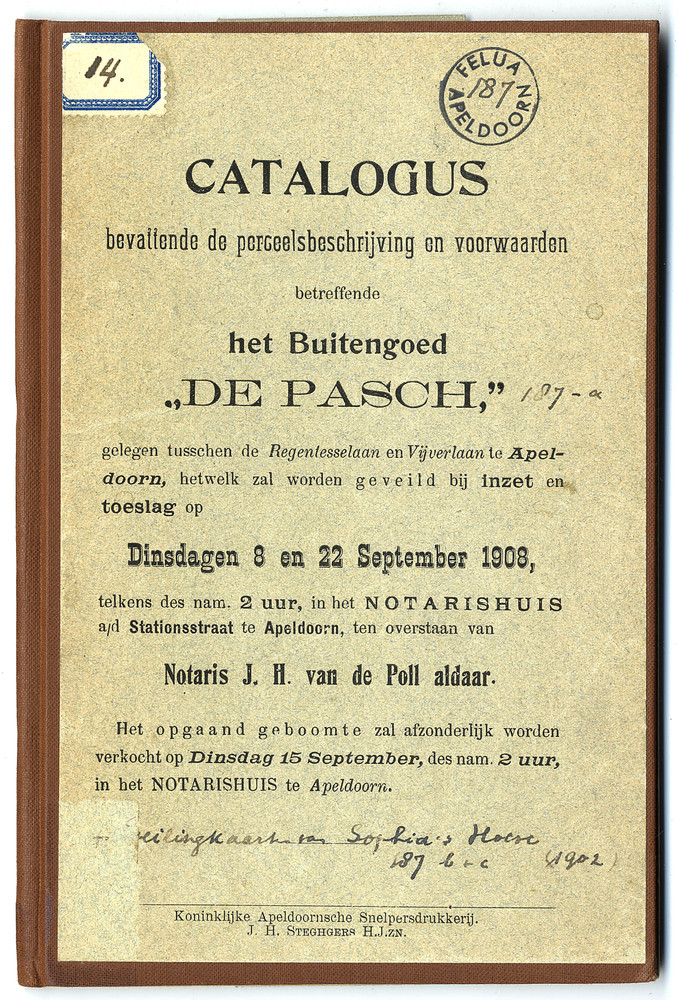 14.
FELUA
187
APELDOORN
CATALOGUS
bevattende de perceelsbeschrijving en voorwaarden
betreffende
het Buitengoed
„DE PASCH,” 187-a
gelegen tusschen de Regentesselaan en Vijverlaan te Apel-
doorn, hetwelk zal worden geveild bij inzet en
toeslag op
Dinsdagen 8 en 22 September 1908,
telkens des nam. 2 uur, in het NOTARISHUIS
a/d Stationsstraat te Apeldoorn, ten overstaan van
Notaris J. H. van de Poll aldaar.
Het opgaand geboomte zal afzonderlijk worden
verkocht op Dinsdag 15 September, des nam. 2 uur,
in het NOTARISHUIS te Apeldoorn.
veilingkaart van Sophia's Hoeve
187 b-c (1902)
Koninklijke Apeldoornsche Snelpersdrukkerij.
J. H. STEGHGERS H.J.ZN.